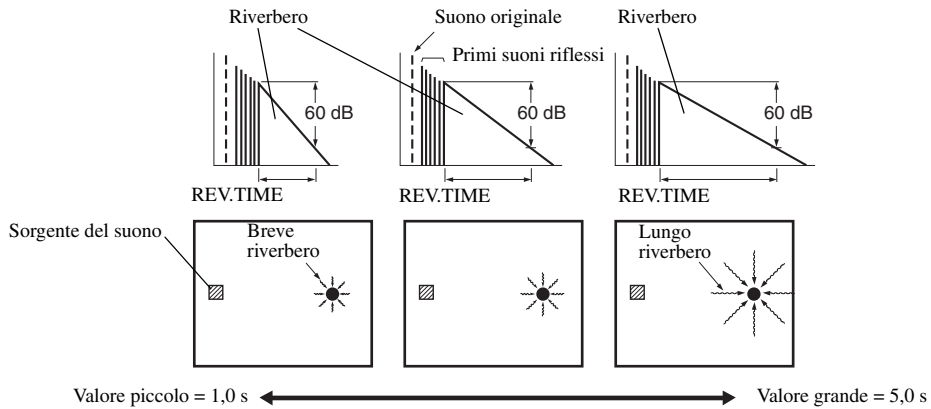 Riverbero
Suono originale
Riverbero
Primi suoni riflessi
60 dB
60 dB
60 dB
REV.TIME
REV.TIME
REV.TIME
Sorgente del suono
Breve
riverbero
Lungo
riverbero
Valore piccolo = 1,0 s
Valore grande = 5,0 s